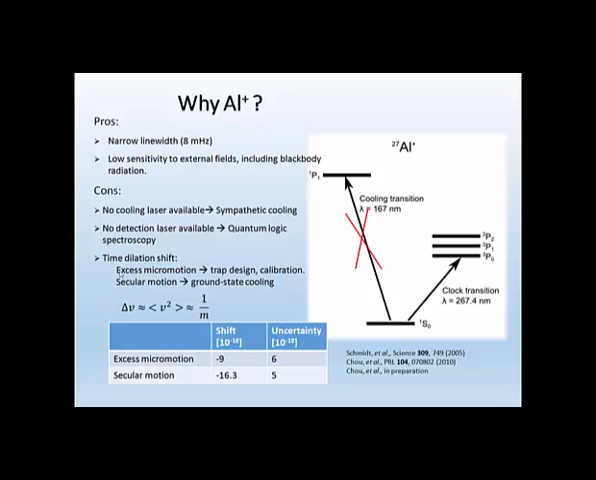 Why Al⁺ ?
Pros:
➢ Narrow linewidth (8 mHz)
➢ Low sensitivity to external fields, including blackbody
radiation.
Cons:
➢ No cooling laser available→ Sympathetic cooling
➢ No detection laser available → Quantum logic
spectroscopy
➢ Time dilation shift:
Excess micromotion → trap design, calibration.
Secular motion → ground-state cooling
Δν ≈ < v² > ≈ 1/m
Shift [10⁻¹⁸] Uncertainty [10⁻¹⁸]
Excess micromotion -9 6
Secular motion -16.3 5
²⁷Al⁺
¹P₁
Cooling transition
λ = 167 nm
³P₂
³P₁
³P₀
Clock transition
λ = 267.4 nm
¹S₀
Schmidt, et al., Science 309, 749 (2005)
Chou, et al., PRL 104, 070802 (2010)
Chou, et al., in preparation